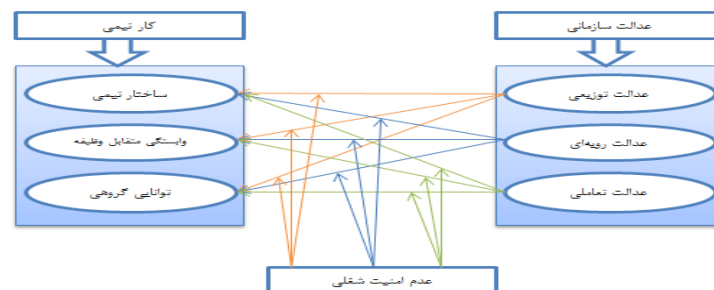 عدالت سازمانی
کار تیمی
عدالت توزیعی
عدالت رویه‌ای
عدالت تعاملی
ساختار تیمی
وابستگی متقابل وظیفه
توانایی گروهی
عدم امنیت شغلی